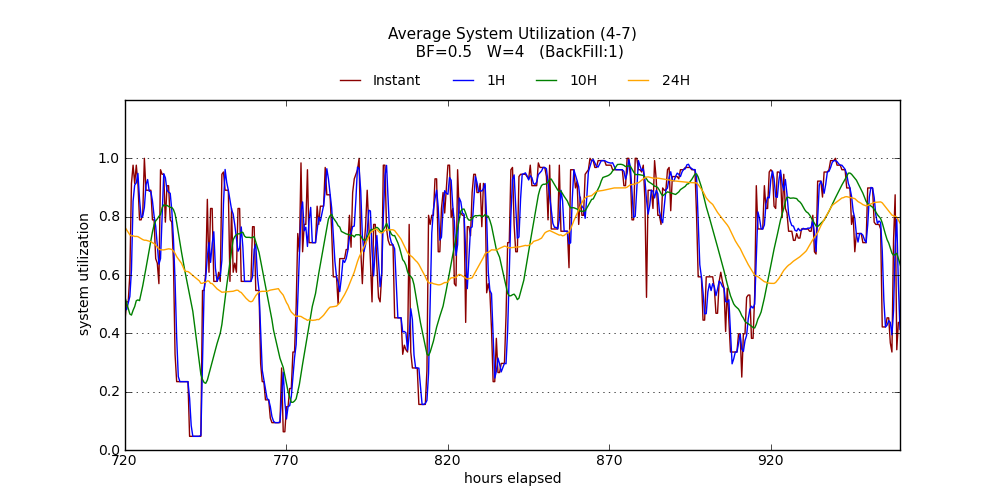 Average System Utilization (4-7)
BF=0.5 W=4 (BackFill:1)
Instant 1H 10H 24H
1.0
0.8
0.6
0.4
0.2
0.0
system utilization
720 770 820 870 920
hours elapsed